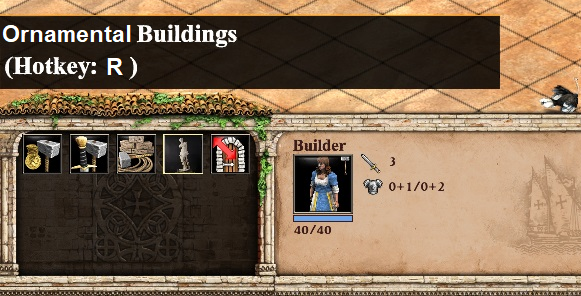 Ornamental Buildings
(Hotkey: R )
Builder
3
0+1/0+2
40/40